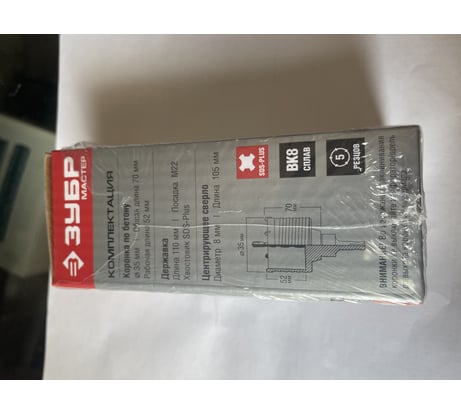 ЗУБР
МАСТЕР
КОМПЛЕКТАЦИЯ
Коронка по бетону
⌀ 35 мм | Общая длина 70 мм
Рабочая длина 52 мм
Державка
Длина 110 мм | Посадка М22
Хвостовик SDS-Plus
Центрирующее сверло
Диаметр 8 мм | Длина 105 мм
SDS-PLUS
ВК8
СПЛАВ
5
РЕЗЦОВ
70
⌀ 35 мм
52
мм